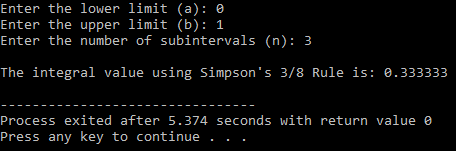 Enter the lower limit (a): 0
Enter the upper limit (b): 1
Enter the number of subintervals (n): 3
The integral value using Simpson's 3/8 Rule is: 0.333333
--------------------------------
Process exited after 5.374 seconds with return value 0
Press any key to continue . . .